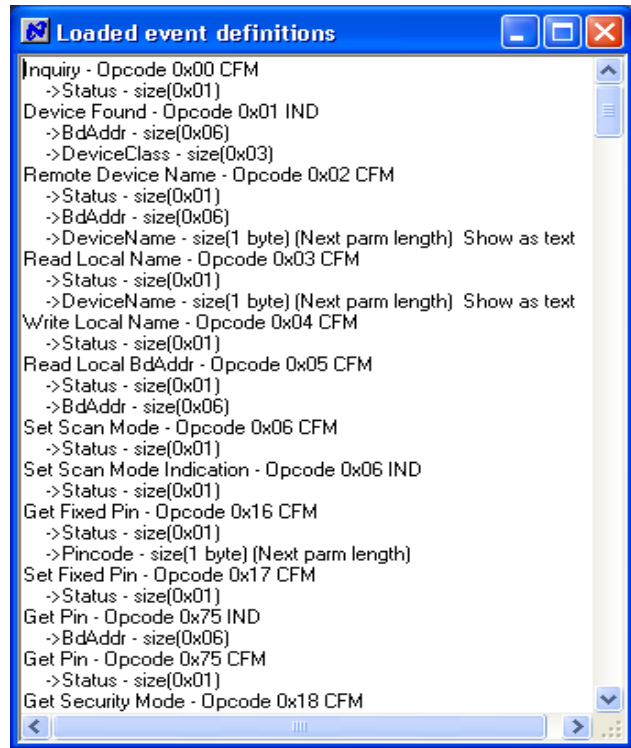 Loaded event definitions
Inquiry - Opcode 0x00 CFM
->Status - size(0x01)
Device Found - Opcode 0x01 IND
->BdAddr - size(0x06)
->DeviceClass - size(0x03)
Remote Device Name - Opcode 0x02 CFM
->Status - size(0x01)
->BdAddr - size(0x06)
->DeviceName - size(1 byte) (Next parm length)  Show as text
Read Local Name - Opcode 0x03 CFM
->Status - size(0x01)
->DeviceName - size(1 byte) (Next parm length)  Show as text
Write Local Name - Opcode 0x04 CFM
->Status - size(0x01)
Read Local BdAddr - Opcode 0x05 CFM
->Status - size(0x01)
->BdAddr - size(0x06)
Set Scan Mode - Opcode 0x06 CFM
->Status - size(0x01)
Set Scan Mode Indication - Opcode 0x06 IND
->Status - size(0x01)
Get Fixed Pin - Opcode 0x16 CFM
->Status - size(0x01)
->Pincode - size(1 byte) (Next parm length)
Set Fixed Pin - Opcode 0x17 CFM
->Status - size(0x01)
Get Pin - Opcode 0x75 IND
->BdAddr - size(0x06)
Get Pin - Opcode 0x75 CFM
->Status - size(0x01)
Get Security Mode - Opcode 0x18 CFM